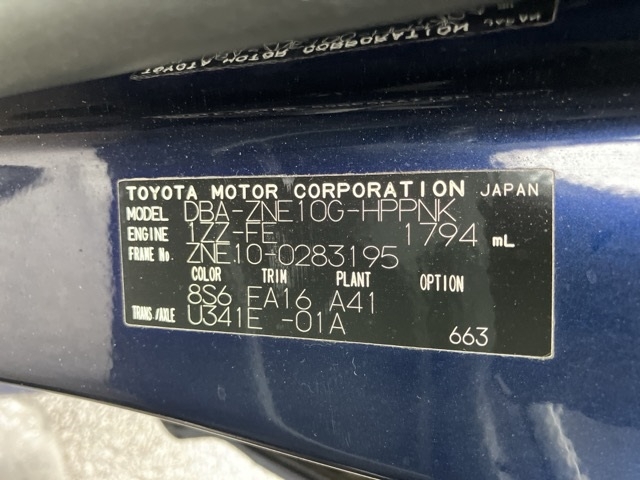 TOYOTA MOTOR CORPORATION JAPAN
MODEL DBA-ZNE10G-HPPNK
ENGINE 1ZZ-FE 1794 mL
FRAME No. ZNE10-0283195
COLOR TRIM PLANT OPTION
8S6 FA16 A41
TRANS/AXLE U341E -01A
663